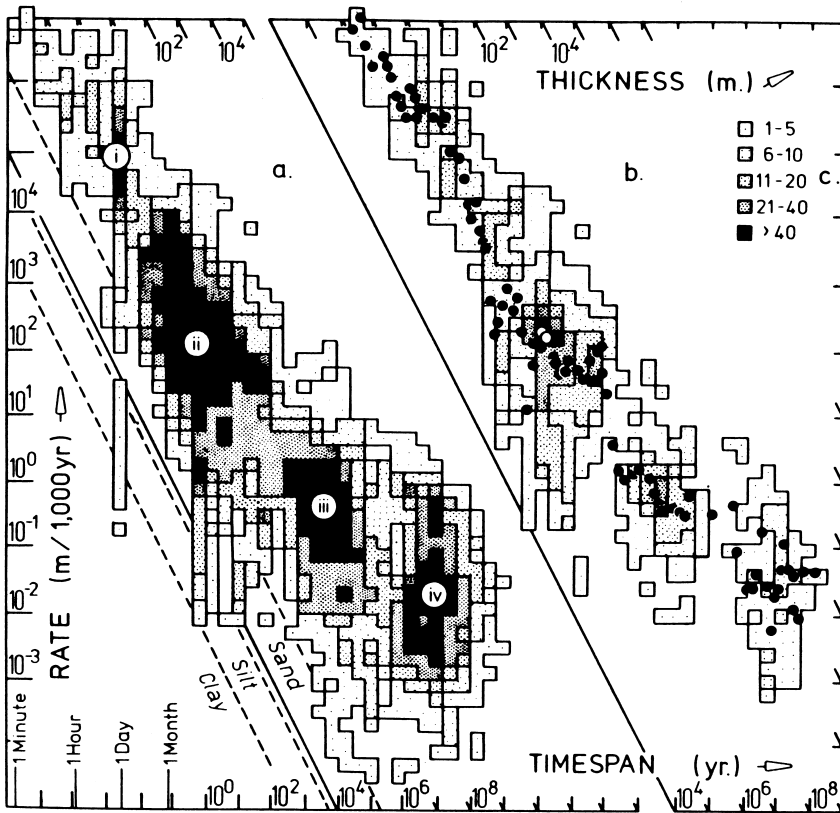 10² 10⁴
10² 10⁴
THICKNESS (m.)
1-5
6-10
11-20
21-40
>40
a.
b.
c.
i
ii
iii
iv
10⁴
10³
10²
10¹
10⁰
10⁻¹
10⁻²
10⁻³
RATE (m/1,000yr)
Clay
Silt
Sand
1 Minute
1 Hour
1 Day
1 Month
10⁰ 10² 10⁴ 10⁶ 10⁸
TIMESPAN (yr.)
10⁴ 10⁶ 10⁸